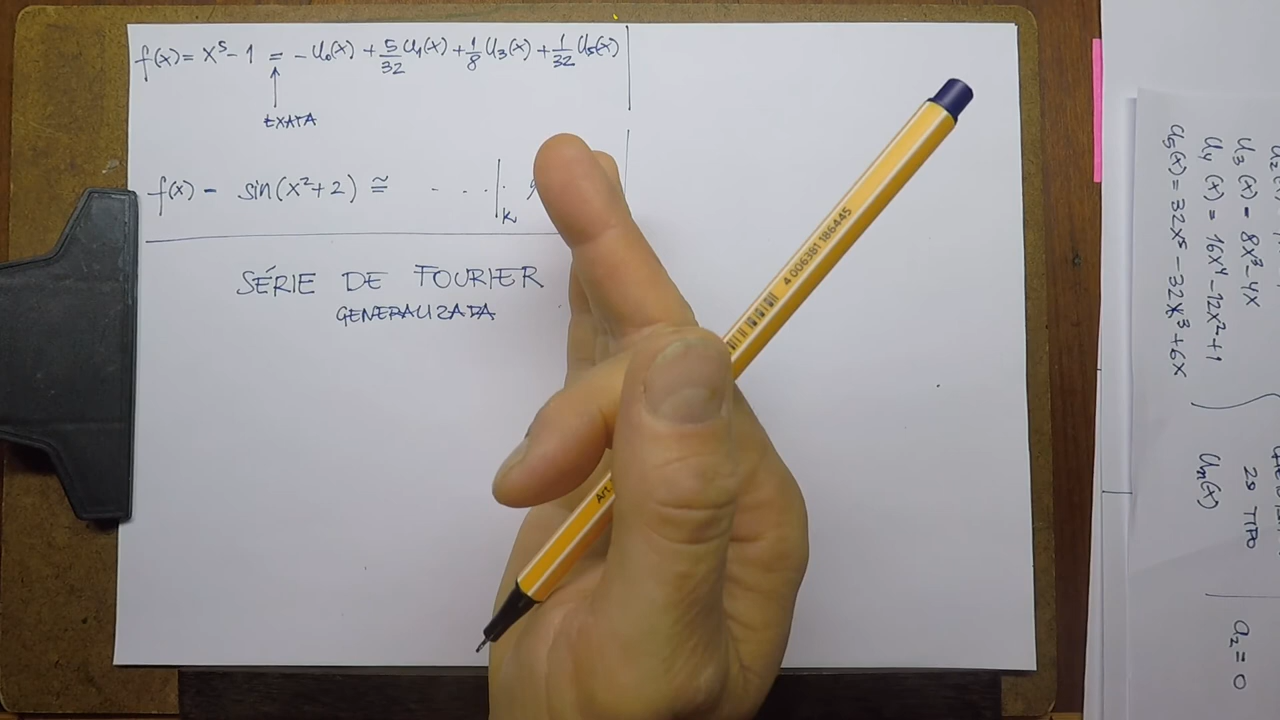 f(x) = x⁵ - 1 = -U₀(x) + 5/32 U₁(x) + 1/8 U₃(x) + 1/32 U₅(x)
EXATA
f(x) - sin(x²+2) ≅ . . . . |ₖ
SÉRIE DE FOURIER
GENERALIZADA
4 006381 186445
Art.
U₃(x) = 8x³-4x
U₄(x) = 16x⁴-12x²+1
U₅(x) = 32x⁵-32x³+6x
Uₙ(x)
2º TIPO
a₂ = 0